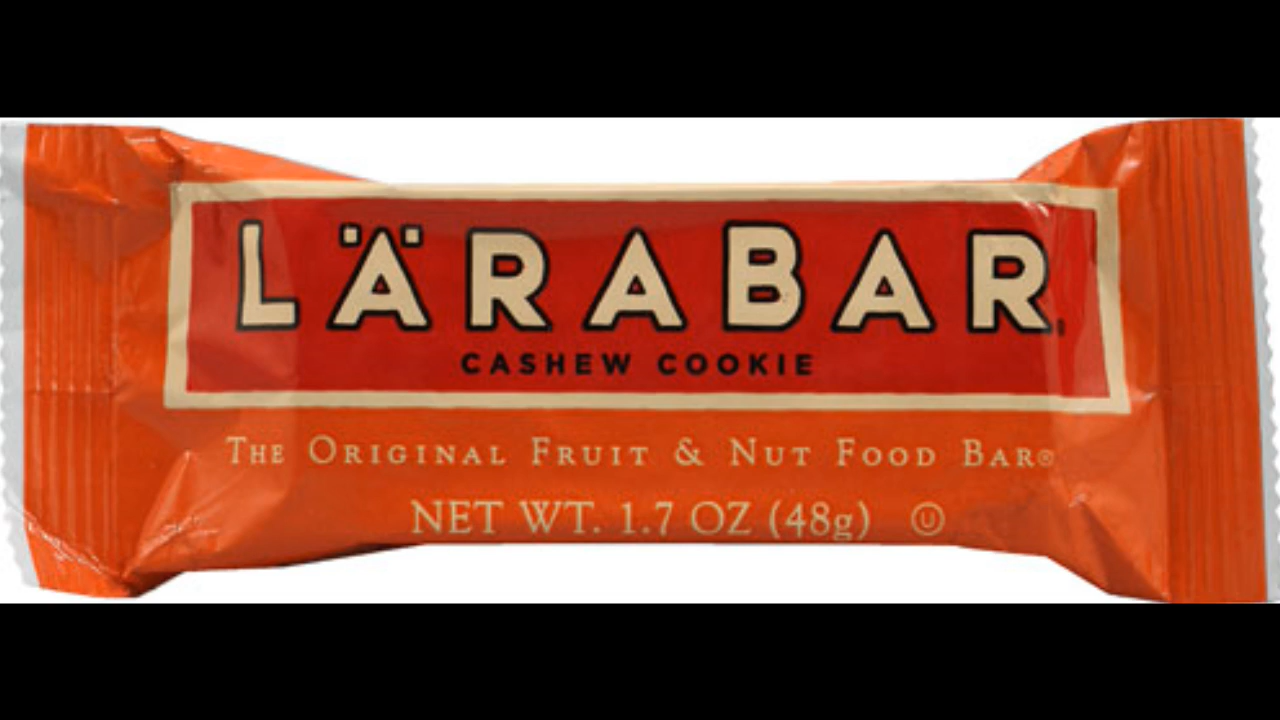 LÄRABAR®
CASHEW COOKIE
THE ORIGINAL FRUIT & NUT FOOD BAR®
NET WT. 1.7 OZ (48g) Ⓤ